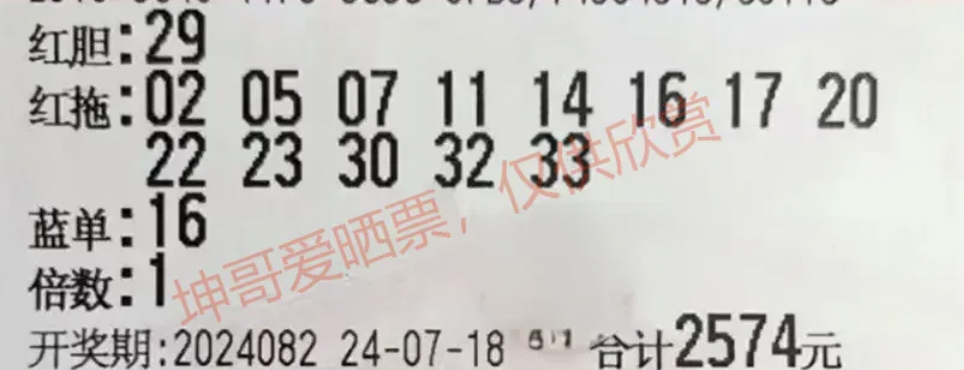 红胆:29
红拖:02 05 07 11 14 16 17 20
22 23 30 32 33
蓝单:16
倍数:1
开奖期:2024082 24-07-18 合计2574元
坤哥爱晒票,仅供欣赏